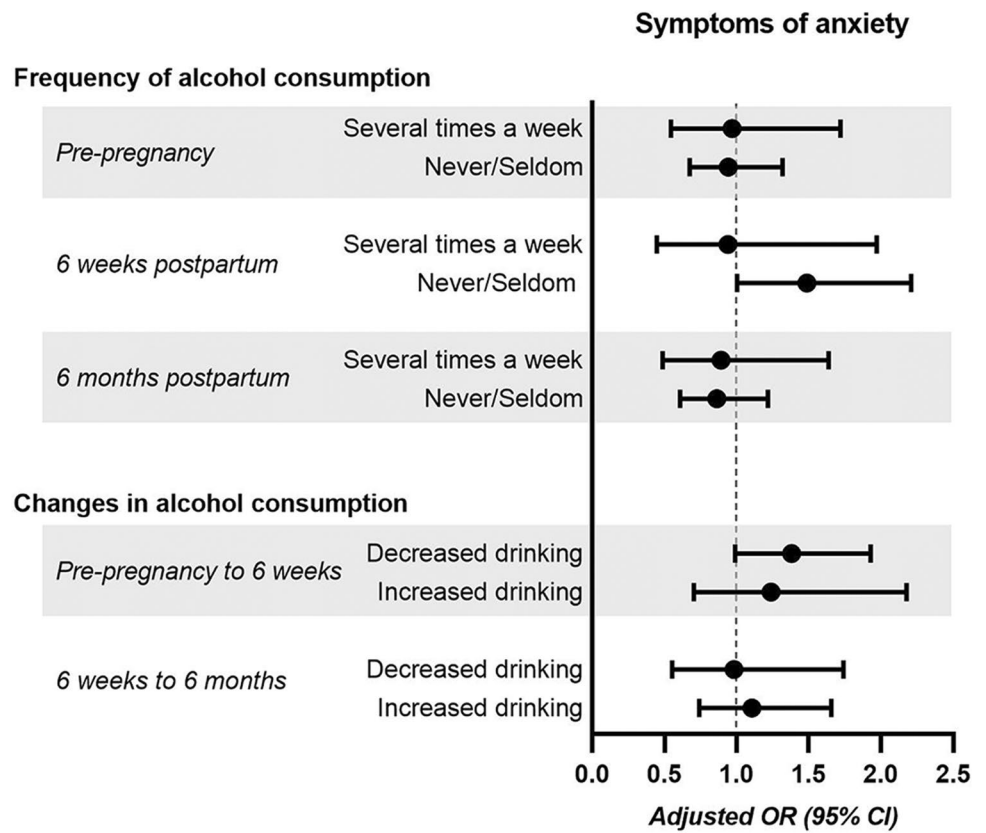 Symptoms of anxiety
Frequency of alcohol consumption
Pre-pregnancy
Several times a week
Never/Seldom
6 weeks postpartum
Several times a week
Never/Seldom
6 months postpartum
Several times a week
Never/Seldom
Changes in alcohol consumption
Pre-pregnancy to 6 weeks
Decreased drinking
Increased drinking
6 weeks to 6 months
Decreased drinking
Increased drinking
0.0 0.5 1.0 1.5 2.0 2.5
Adjusted OR (95% CI)